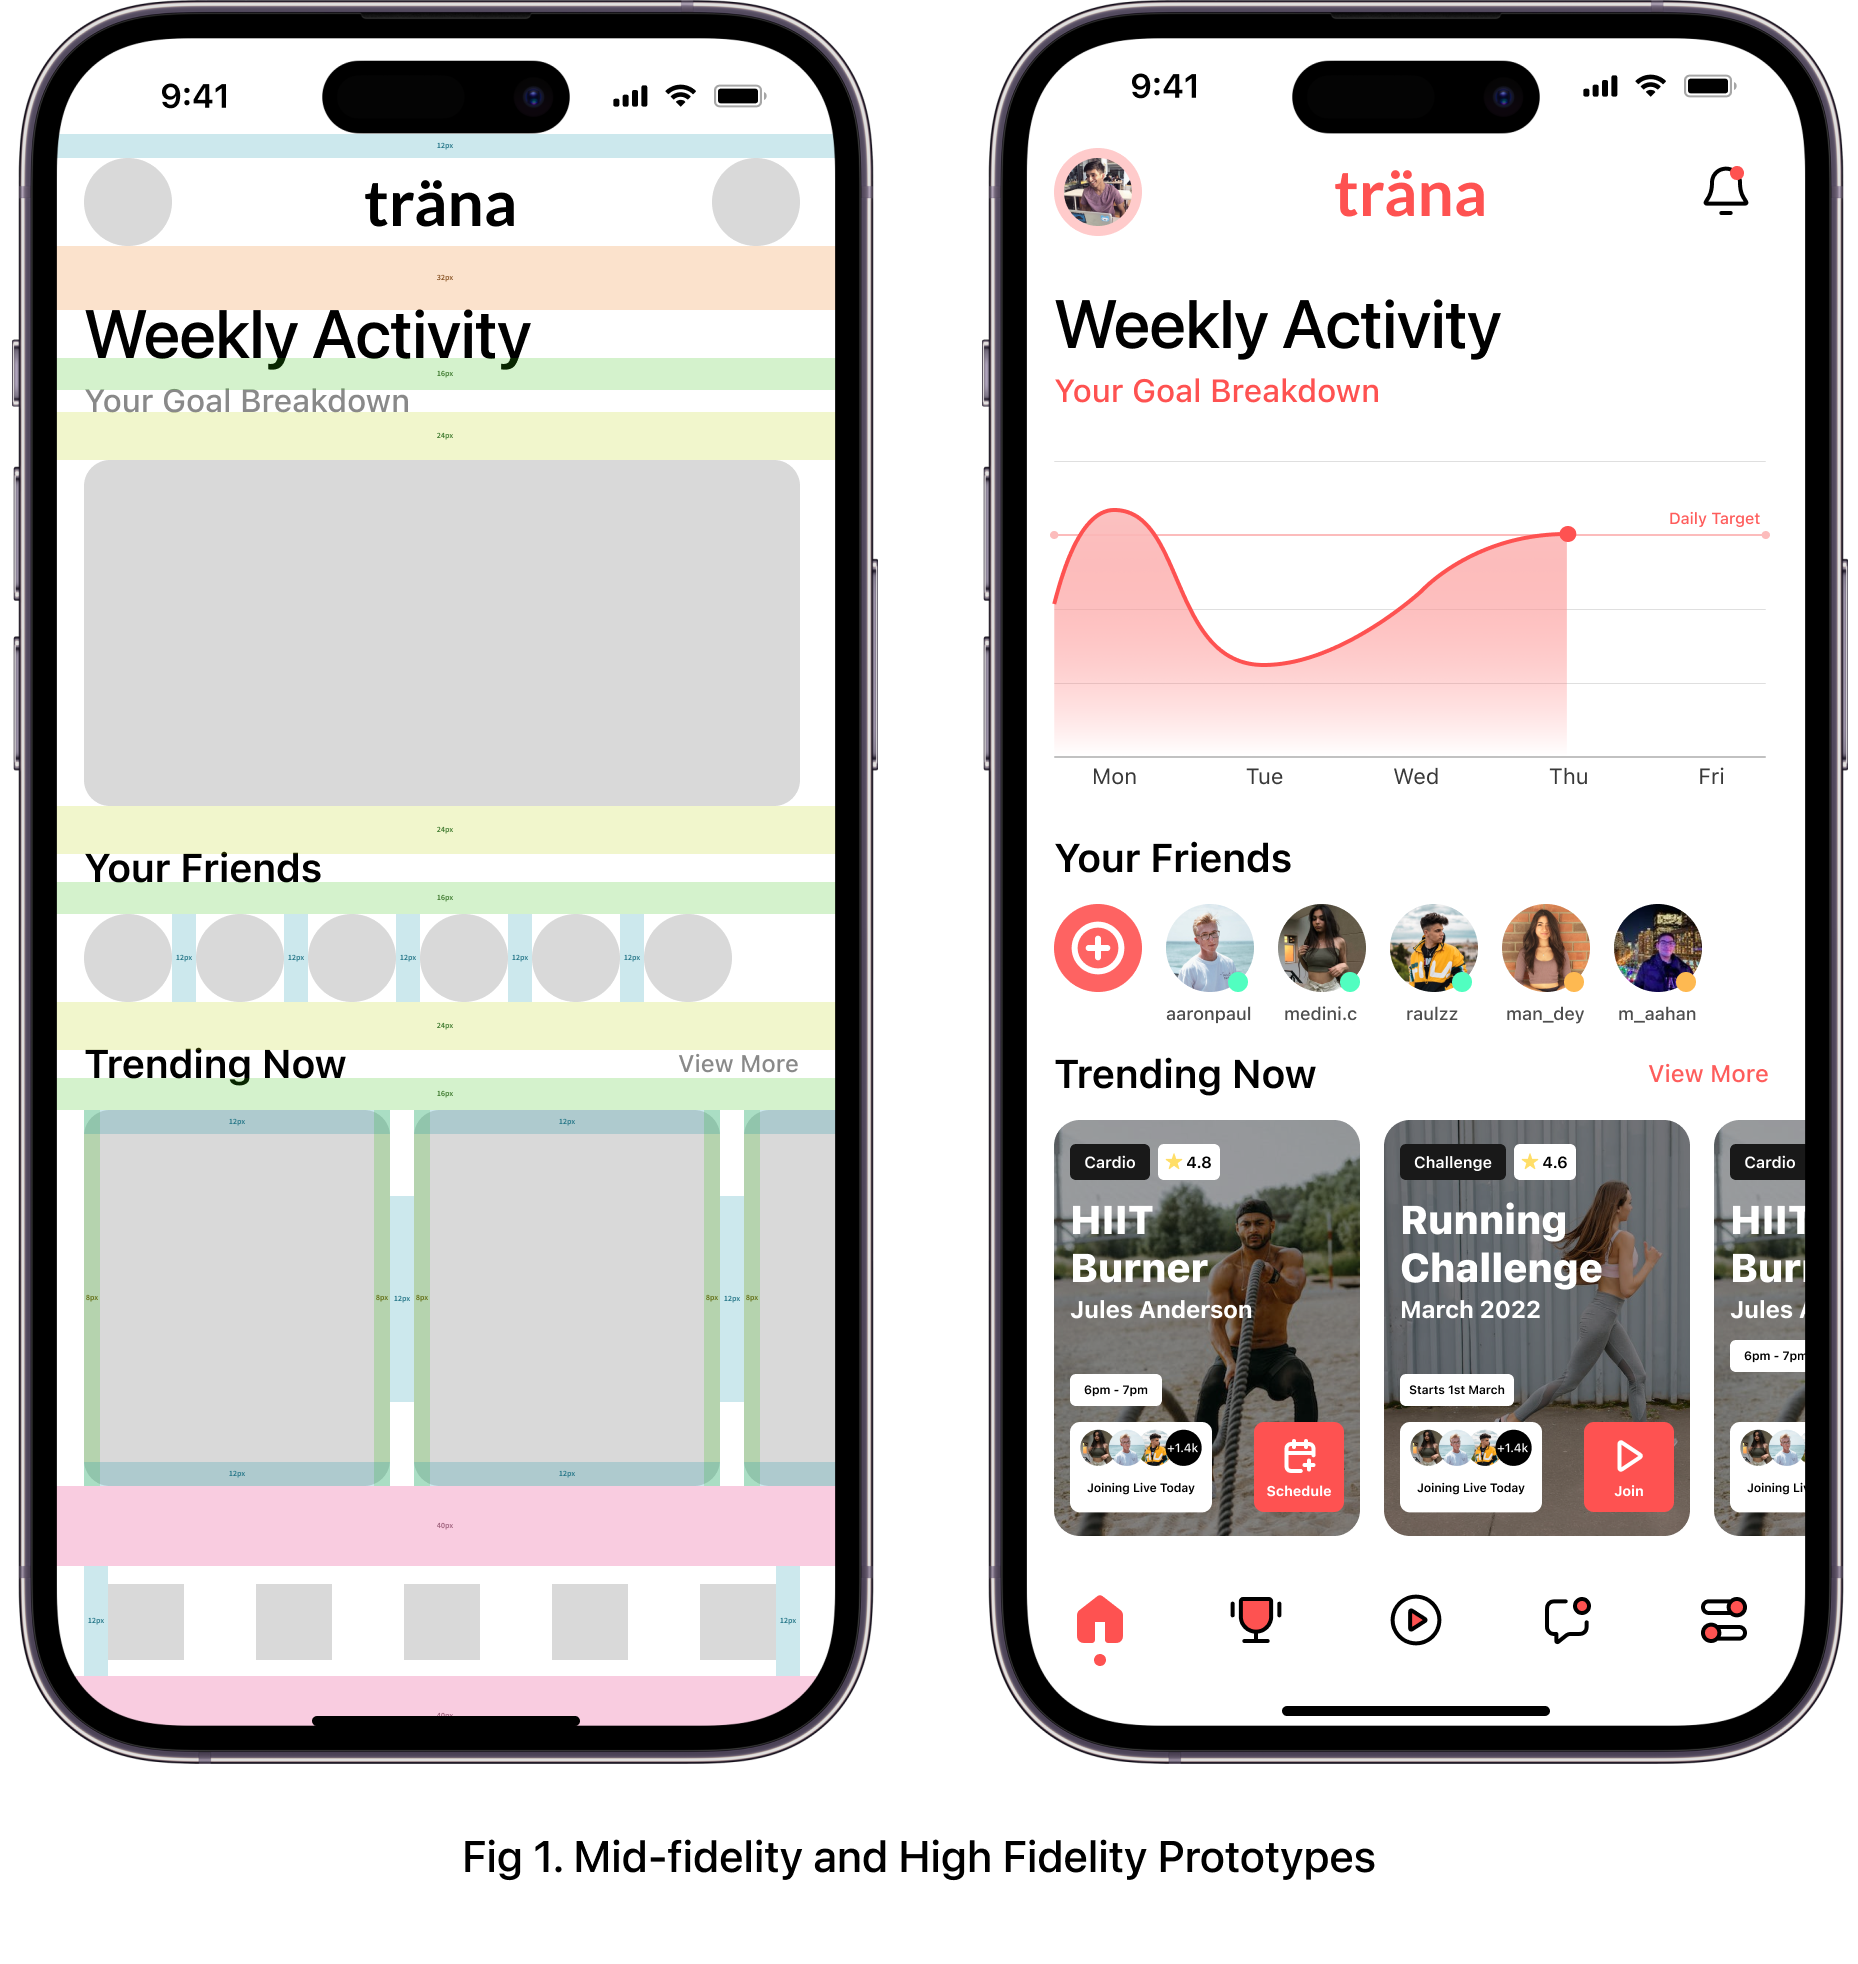 9:41
12px
träna
32px
Weekly Activity
16px
Your Goal Breakdown
24px
24px
Your Friends
16px
12px 12px 12px 12px 12px
24px
Trending Now View More
16px
12px 12px
8px 8px 12px 8px 8px 12px 8px
12px 12px
40px
12px 12px
40px
9:41
träna
Weekly Activity
Your Goal Breakdown
Daily Target
Mon Tue Wed Thu Fri
Your Friends
aaronpaul medini.c raulzz man_dey m_aahan
Trending Now View More
Cardio 4.8
HIIT
Burner
Jules Anderson
6pm - 7pm
+1.4k
Joining Live Today
Schedule
Challenge 4.6
Running
Challenge
March 2022
Starts 1st March
+1.4k
Joining Live Today
Join
Cardio
HIIT
Bur
Jules
6pm - 7pm
Joining Li
Fig 1. Mid-fidelity and High Fidelity Prototypes